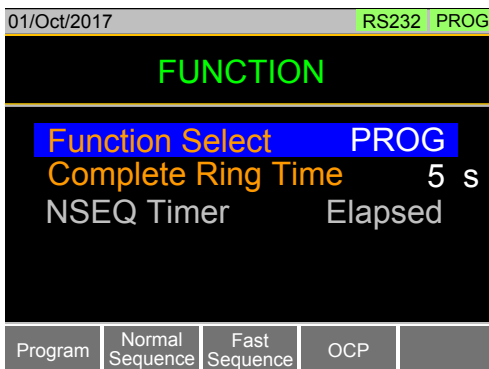 01/Oct/2017 RS232 PROG
FUNCTION
Function Select PROG
Complete Ring Time 5 s
NSEQ Timer Elapsed
Program Normal Sequence Fast Sequence OCP